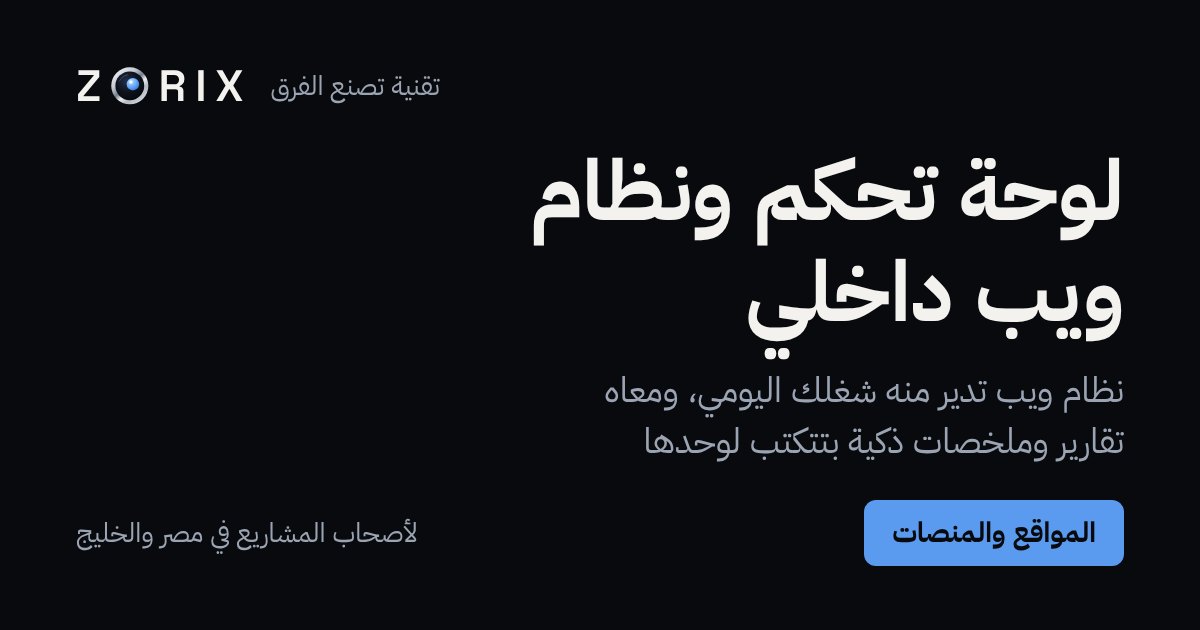 ZORIX
تقنية تصنع الفرق
لوحة تحكم ونظام
ويب داخلي
نظام ويب تدير منه شغلك اليومي، ومعاه
تقارير وملخصات ذكية بتتكتب لوحدها
المواقع والمنصات
لأصحاب المشاريع في مصر والخليج